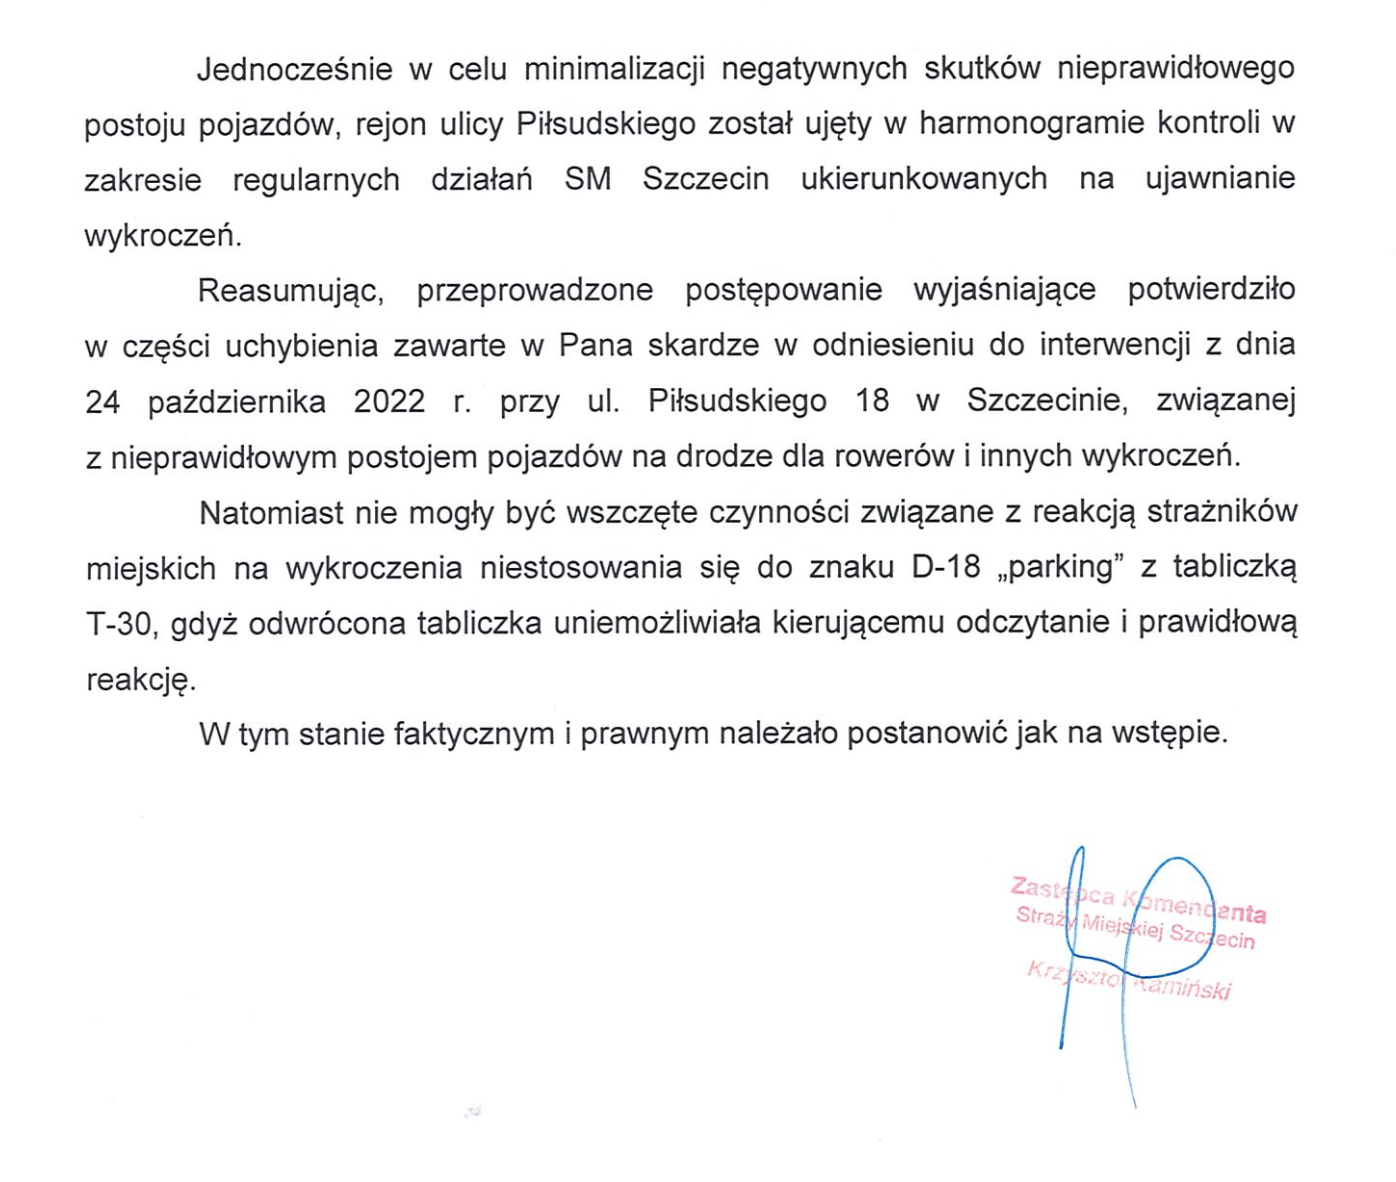 Jednocześnie w celu minimalizacji negatywnych skutków nieprawidłowego
postoju pojazdów, rejon ulicy Piłsudskiego został ujęty w harmonogramie kontroli w
zakresie regularnych działań SM Szczecin ukierunkowanych na ujawnianie
wykroczeń.
Reasumując, przeprowadzone postępowanie wyjaśniające potwierdziło
w części uchybienia zawarte w Pana skardze w odniesieniu do interwencji z dnia
24 października 2022 r. przy ul. Piłsudskiego 18 w Szczecinie, związanej
z nieprawidłowym postojem pojazdów na drodze dla rowerów i innych wykroczeń.
Natomiast nie mogły być wszczęte czynności związane z reakcją strażników
miejskich na wykroczenia niestosowania się do znaku D-18 „parking” z tabliczką
T-30, gdyż odwrócona tabliczka uniemożliwiała kierującemu odczytanie i prawidłową
reakcję.
W tym stanie faktycznym i prawnym należało postanowić jak na wstępie.
Zastępca Komendanta
Straży Miejskiej Szczecin
Krzysztof Kamiński